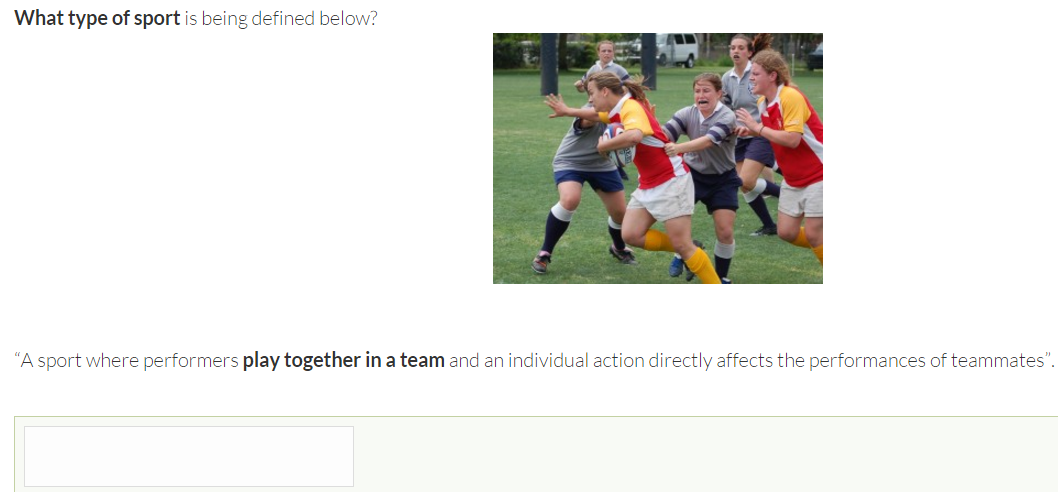 What type of sport is being defined below?
“A sport where performers play together in a team and an individual action directly affects the performances of teammates”.